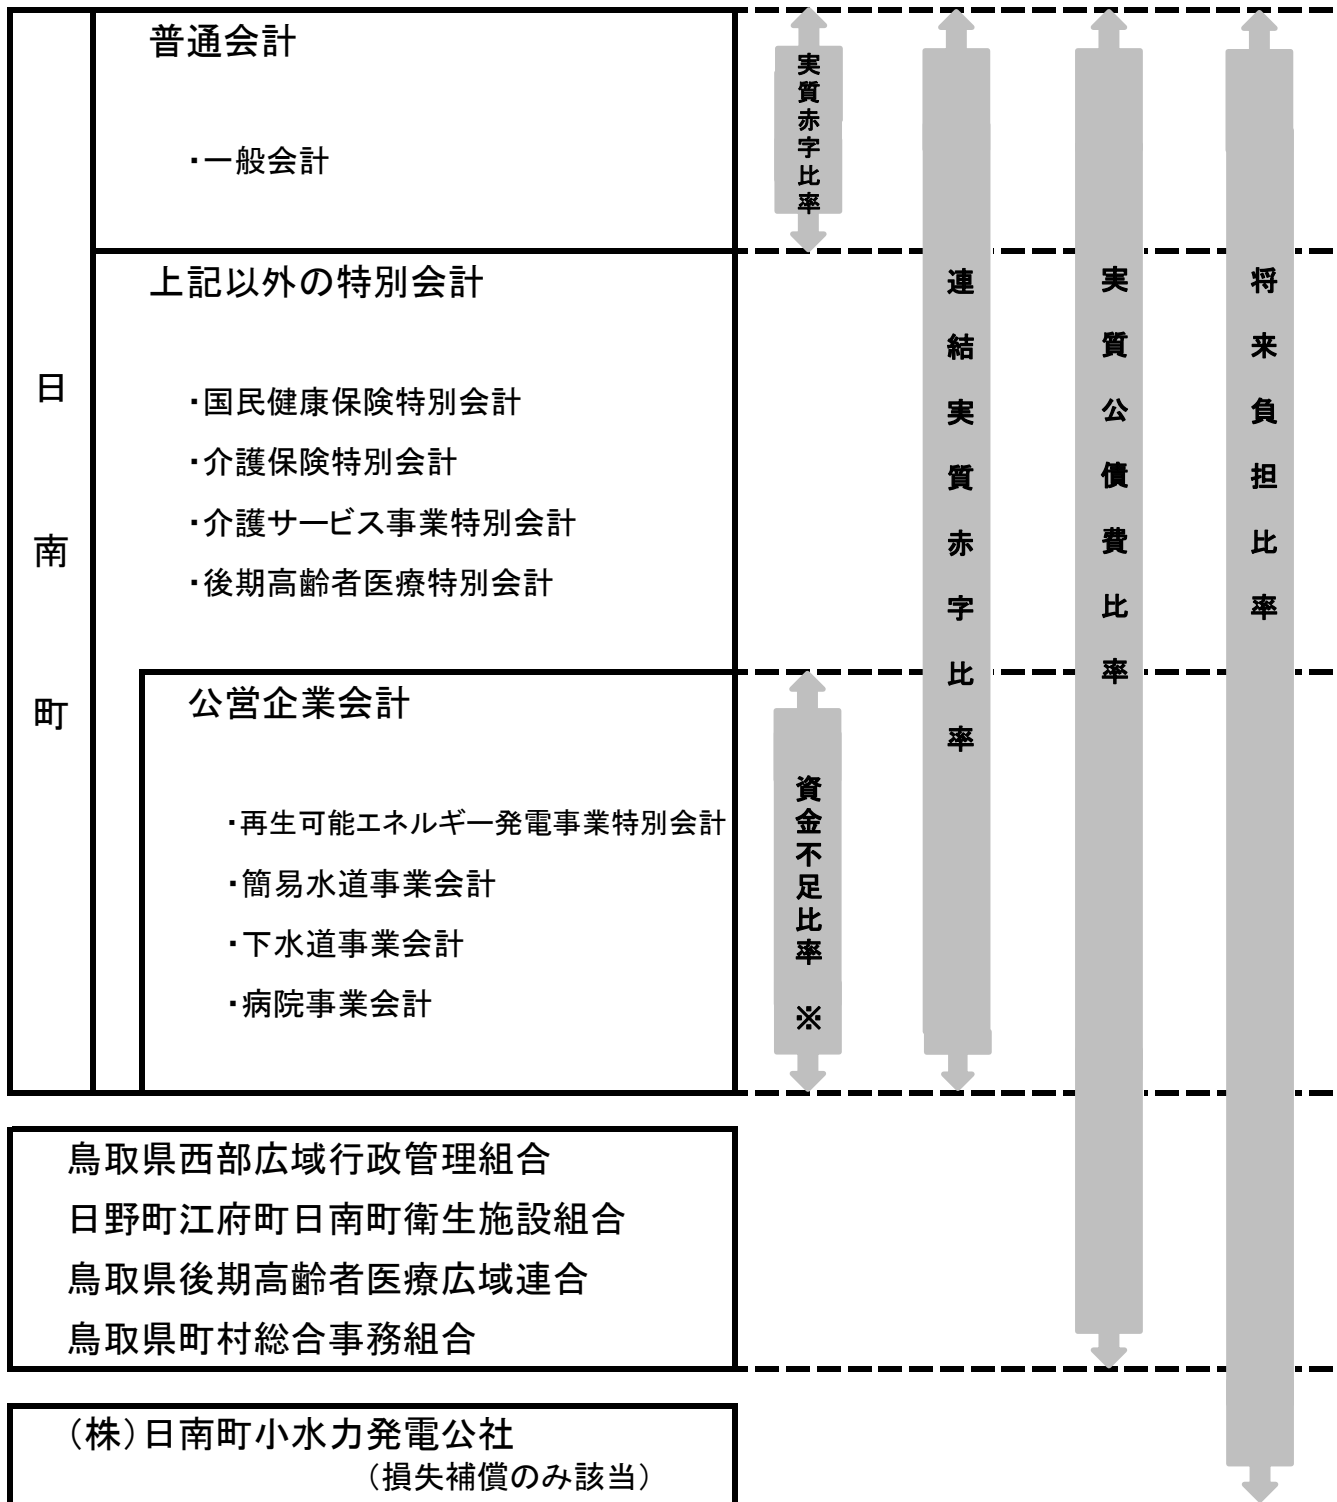 日南町
普通会計
・一般会計
上記以外の特別会計
・国民健康保険特別会計
・介護保険特別会計
・介護サービス事業特別会計
・後期高齢者医療特別会計
公営企業会計
・再生可能エネルギー発電事業特別会計
・簡易水道事業会計
・下水道事業会計
・病院事業会計
実質赤字比率
資金不足比率 ※
連結実質赤字比率
実質公債費比率
将来負担比率
鳥取県西部広域行政管理組合
日野町江府町日南町衛生施設組合
鳥取県後期高齢者医療広域連合
鳥取県町村総合事務組合
（株）日南町小水力発電公社
（損失補償のみ該当）